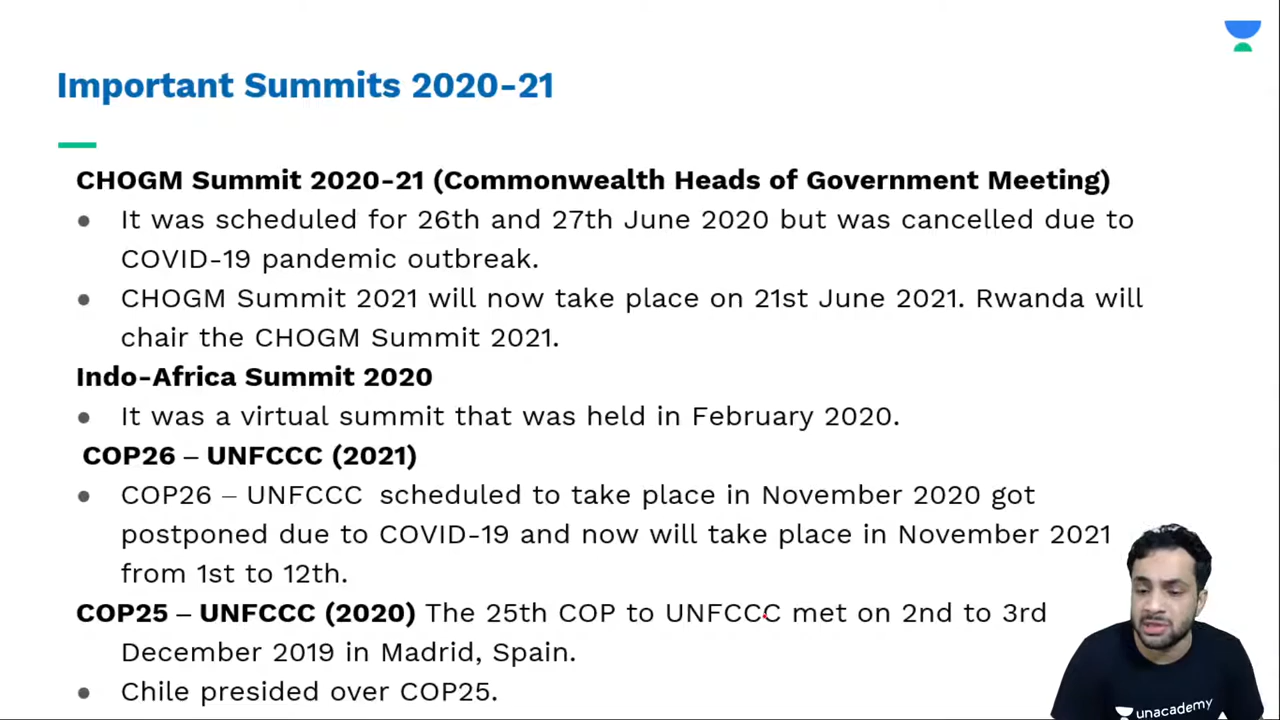 Important Summits 2020-21
CHOGM Summit 2020-21 (Commonwealth Heads of Government Meeting)
● It was scheduled for 26th and 27th June 2020 but was cancelled due to
COVID-19 pandemic outbreak.
● CHOGM Summit 2021 will now take place on 21st June 2021. Rwanda will
chair the CHOGM Summit 2021.
Indo-Africa Summit 2020
● It was a virtual summit that was held in February 2020.
COP26 – UNFCCC (2021)
● COP26 – UNFCCC scheduled to take place in November 2020 got
postponed due to COVID-19 and now will take place in November 2021
from 1st to 12th.
COP25 – UNFCCC (2020) The 25th COP to UNFCCC met on 2nd to 3rd
December 2019 in Madrid, Spain.
● Chile presided over COP25.
unacademy